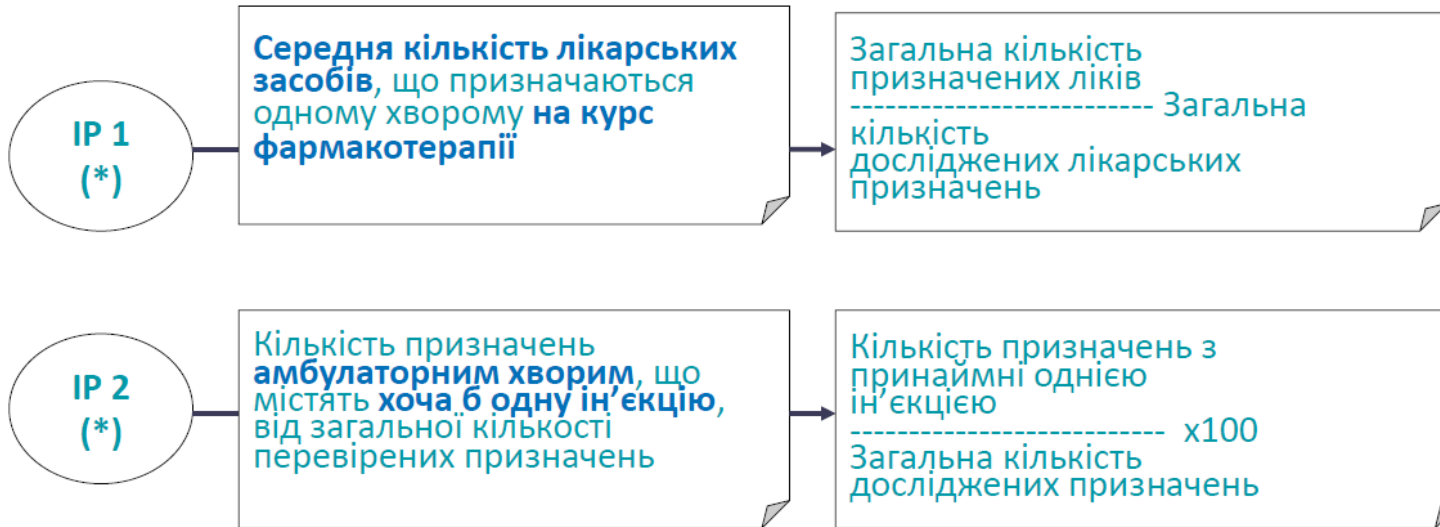 IP 1
(*)
Середня кількість лікарських
засобів, що призначаються
одному хворому на курс
фармакотерапії
Загальна кількість
призначених ліків
-------------------------- Загальна
кількість
досліджених лікарських
призначень
IP 2
(*)
Кількість призначень
амбулаторним хворим, що
містять хоча б одну ін’єкцію,
від загальної кількості
перевірених призначень
Кількість призначень з
принаймні однією
ін’єкцією
--------------------------- x100
Загальна кількість
досліджених призначень